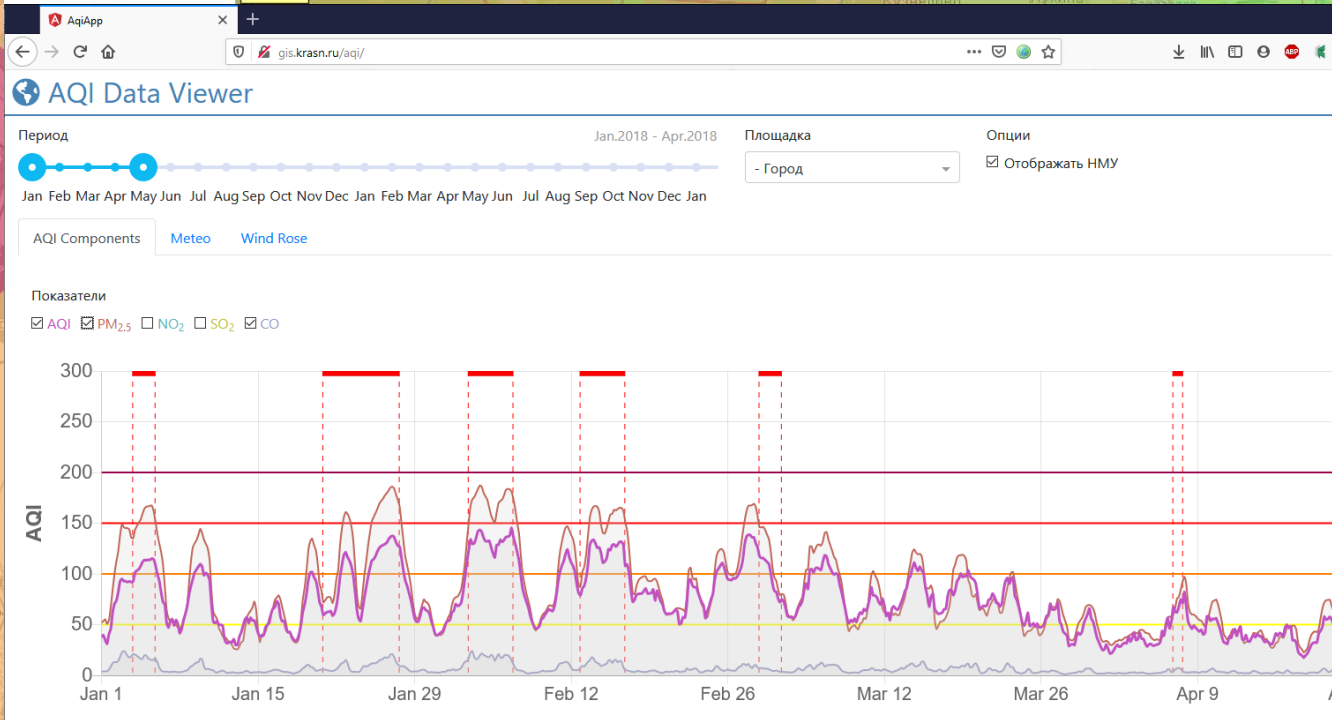 AqiApp
gis.krasn.ru/aqi/
ABP
AQI Data Viewer
Период
Jan.2018 - Apr.2018
Площадка
Опции
- Город
Отображать НМУ
Jan Feb Mar Apr May Jun Jul Aug Sep Oct Nov Dec Jan Feb Mar Apr May Jun Jul Aug Sep Oct Nov Dec Jan
AQI Components Meteo Wind Rose
Показатели
AQI PM2.5 NO2 SO2 CO
300
250
200
150
100
50
0
AQI
Jan 1 Jan 15 Jan 29 Feb 12 Feb 26 Mar 12 Mar 26 Apr 9